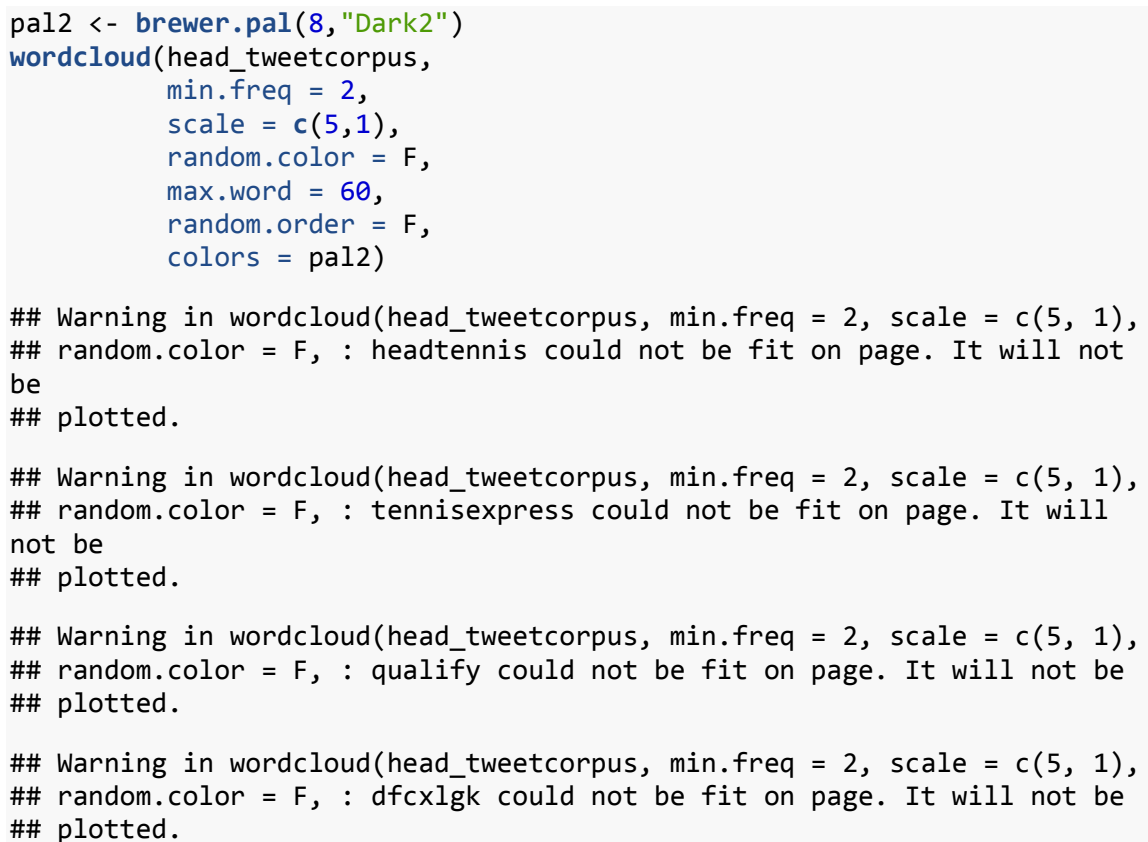 pal2 <- brewer.pal(8,"Dark2")
wordcloud(head_tweetcorpus,
          min.freq = 2,
          scale = c(5,1),
          random.color = F,
          max.word = 60,
          random.order = F,
          colors = pal2)
## Warning in wordcloud(head_tweetcorpus, min.freq = 2, scale = c(5, 1),
## random.color = F, : headtennis could not be fit on page. It will not
be
## plotted.
## Warning in wordcloud(head_tweetcorpus, min.freq = 2, scale = c(5, 1),
## random.color = F, : tennisexpress could not be fit on page. It will
not be
## plotted.
## Warning in wordcloud(head_tweetcorpus, min.freq = 2, scale = c(5, 1),
## random.color = F, : qualify could not be fit on page. It will not be
## plotted.
## Warning in wordcloud(head_tweetcorpus, min.freq = 2, scale = c(5, 1),
## random.color = F, : dfcxlgk could not be fit on page. It will not be
## plotted.